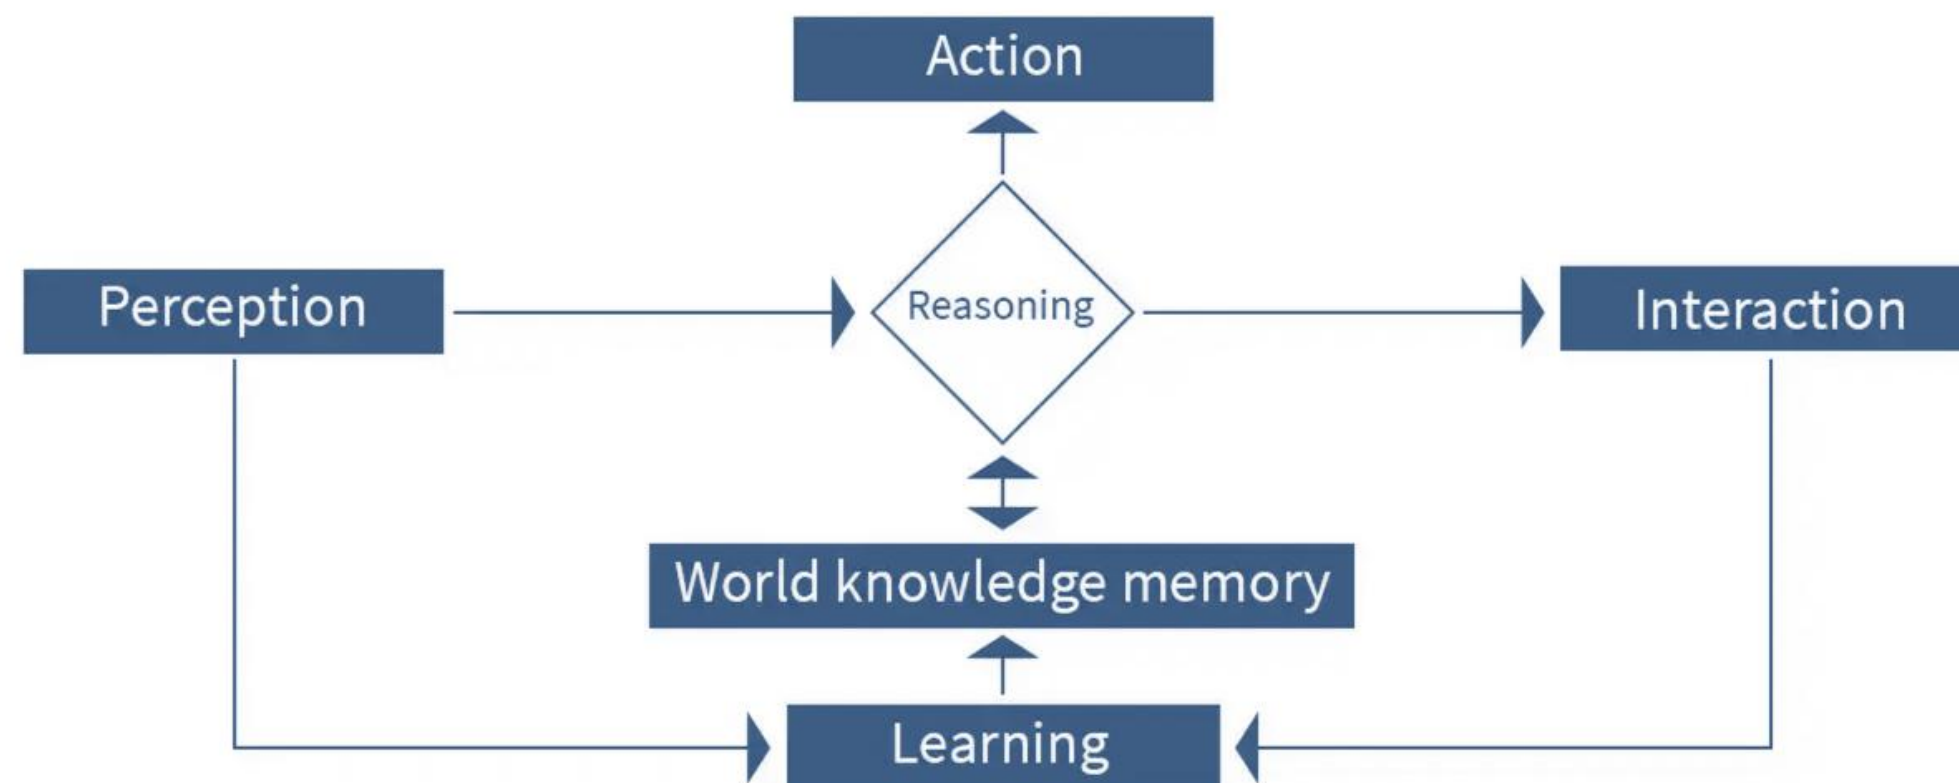 Action
Perception
Reasoning
Interaction
World knowledge memory
Learning